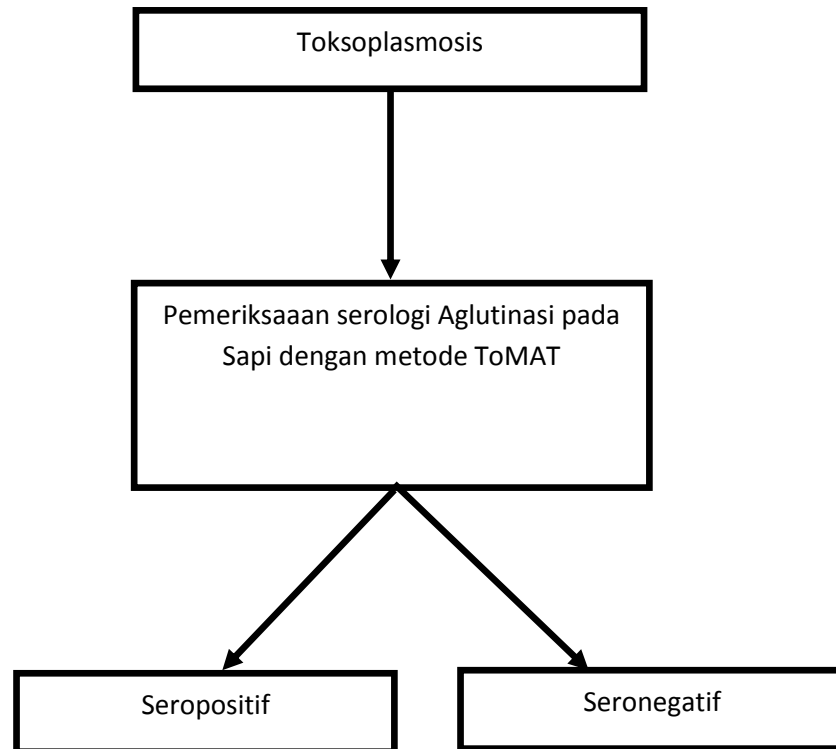 Toksoplasmosis
Pemeriksaaan serologi Aglutinasi pada
Sapi dengan metode ToMAT
Seropositif
Seronegatif